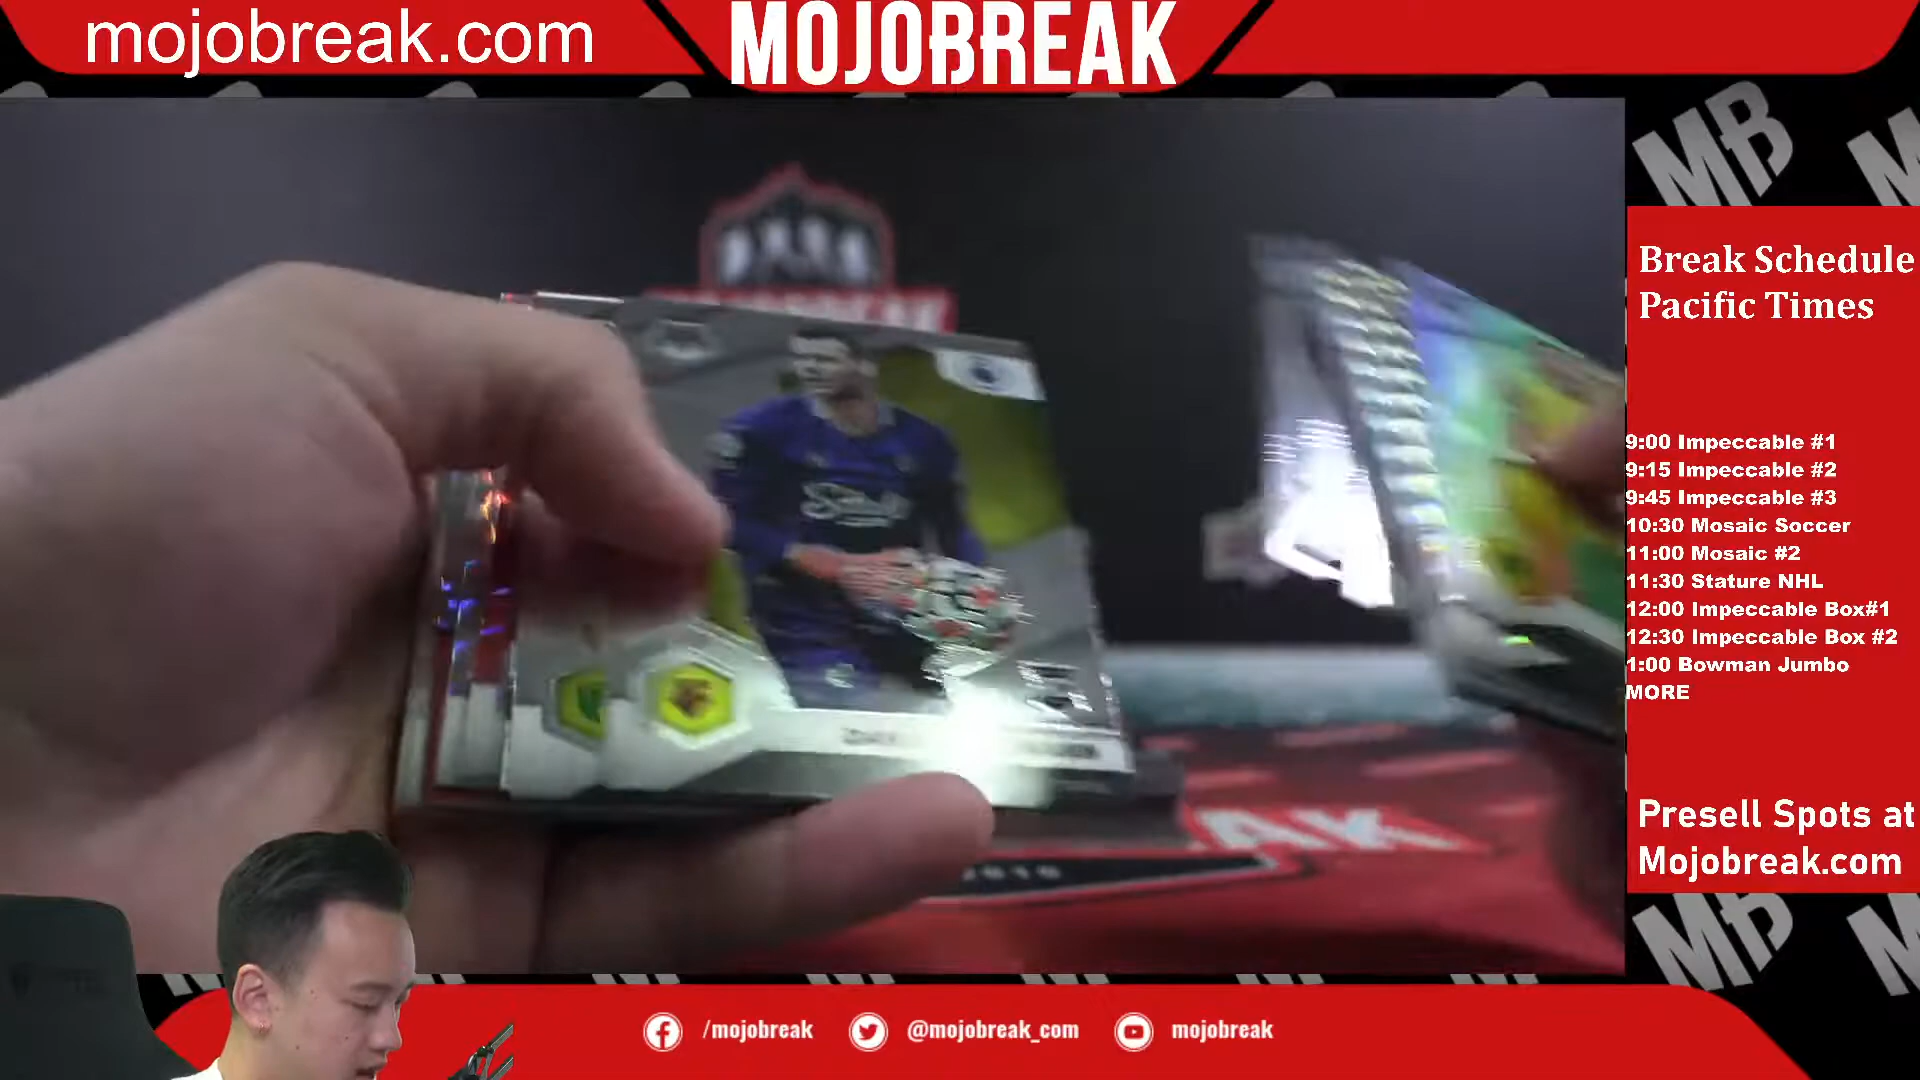 mojobreak.com
MOJOBREAK
MB
Break Schedule
Pacific Times
9:00 Impeccable #1
9:15 Impeccable #2
9:45 Impeccable #3
10:30 Mosaic Soccer
11:00 Mosaic #2
11:30 Stature NHL
12:00 Impeccable Box#1
12:30 Impeccable Box #2
1:00 Bowman Jumbo
MORE
Presell Spots at
Mojobreak.com
MB
/mojobreak
@mojobreak_com
mojobreak